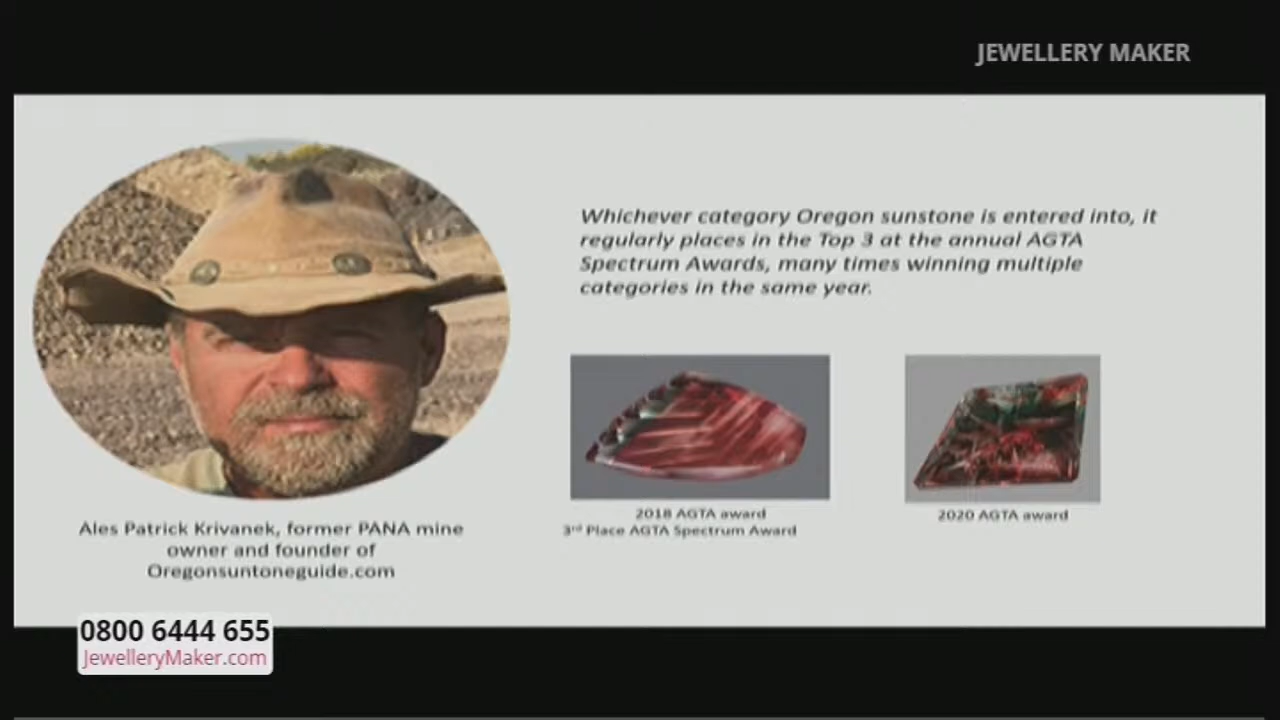 JEWELLERY MAKER
Whichever category Oregon sunstone is entered into, it
regularly places in the Top 3 at the annual AGTA
Spectrum Awards, many times winning multiple
categories in the same year.
2018 AGTA award
3rd Place AGTA Spectrum Award
2020 AGTA award
Ales Patrick Krivanek, former PANA mine
owner and founder of
Oregonsuntoneguide.com
0800 6444 655
JewelleryMaker.com